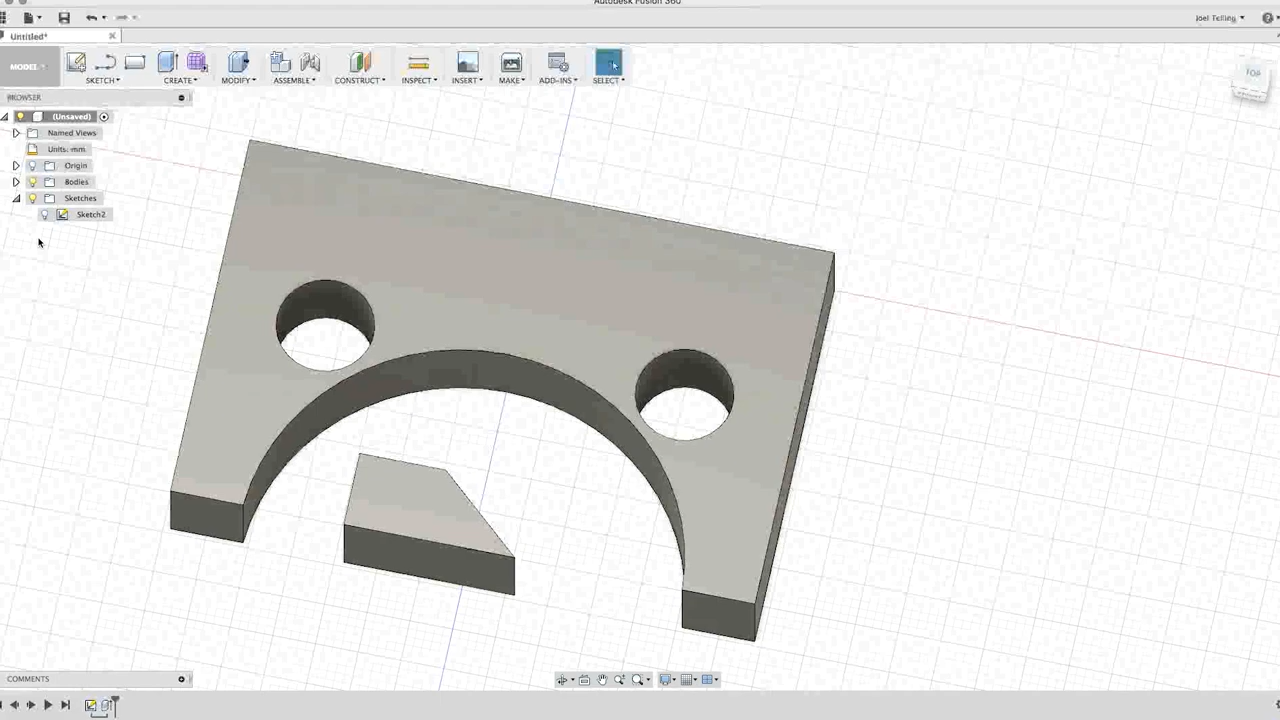 Autodesk Fusion 360
Joel Telling
Untitled*
MODEL
SKETCH
CREATE
MODIFY
ASSEMBLE
CONSTRUCT
INSPECT
INSERT
MAKE
ADD-INS
SELECT
TOP
BROWSER
(Unsaved)
Named Views
Units: mm
Origin
Bodies
Sketches
Sketch2
COMMENTS